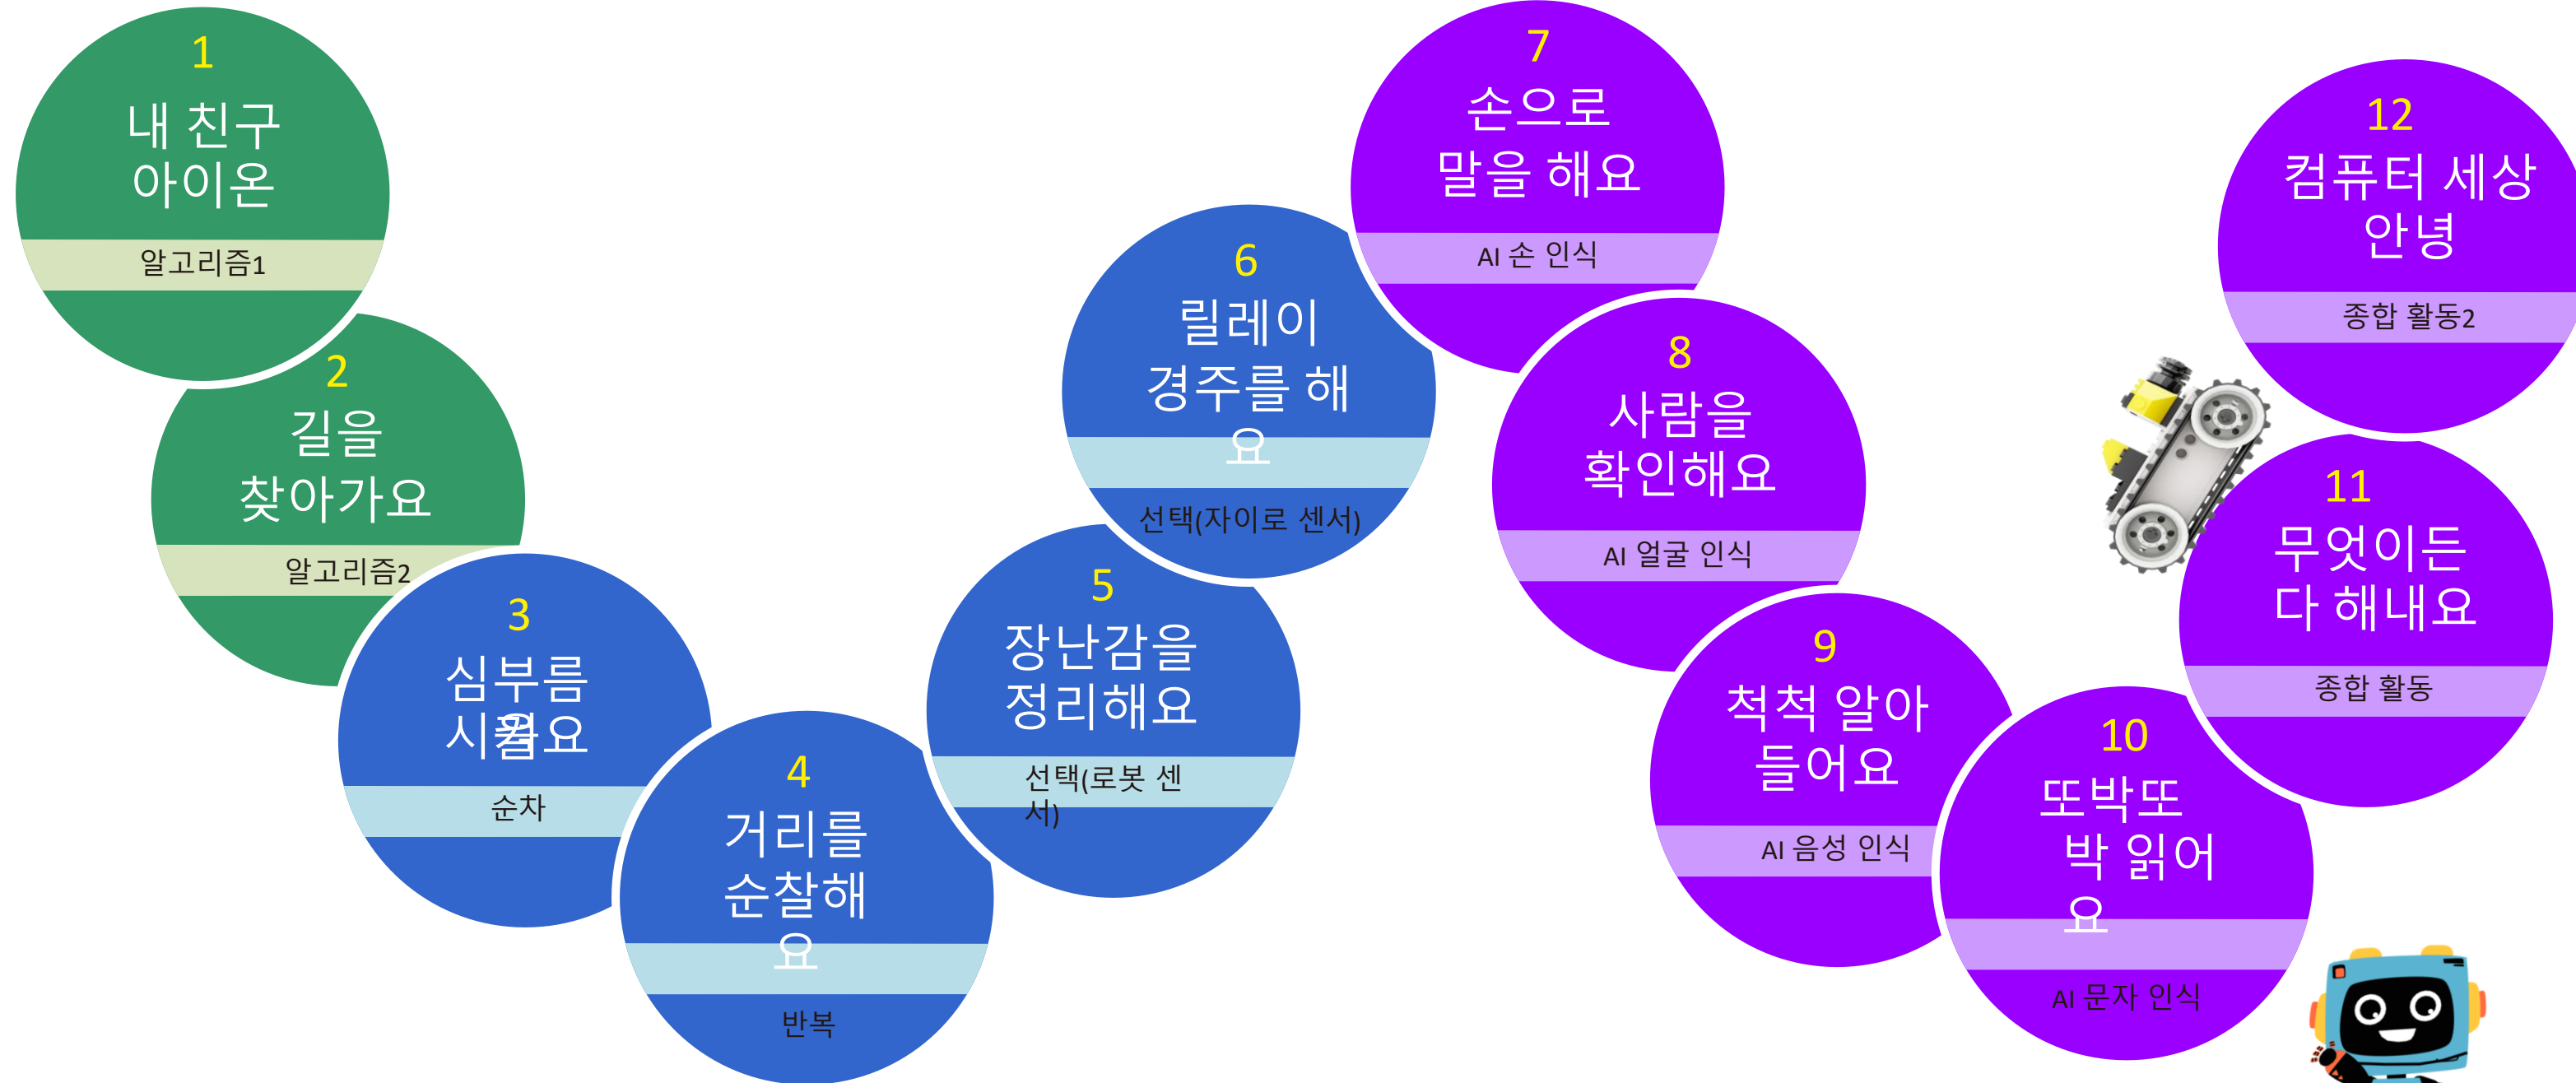 1
내 친구
아이온
알고리즘1
2
길을
찾아가요
알고리즘2
3
심부름
시켜요
순차
4
거리를
순찰해
요
반복
5
장난감을
정리해요
선택(로봇 센
서)
6
릴레이
경주를 해
요
선택(자이로 센서)
7
손으로
말을 해요
AI 손 인식
8
사람을
확인해요
AI 얼굴 인식
9
척척 알아
들어요
AI 음성 인식
10
또박또
박 읽어
요
AI 문자 인식
11
무엇이든
다 해내요
종합 활동
12
컴퓨터 세상
안녕
종합 활동2